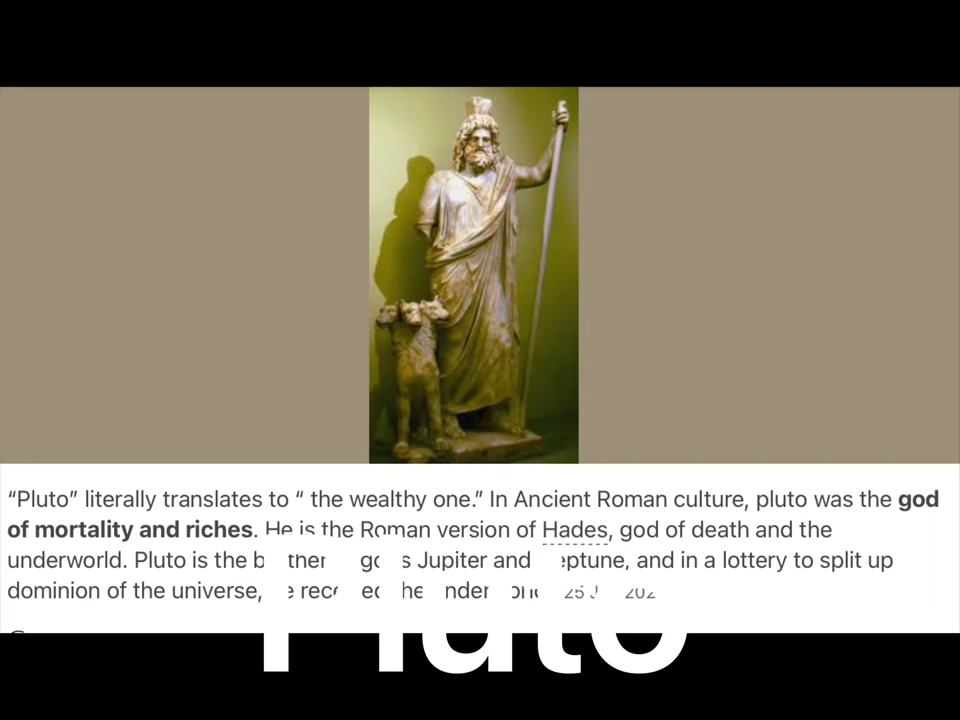 “Pluto” literally translates to “ the wealthy one.” In Ancient Roman culture, pluto was the god
of mortality and riches. He is the Roman version of Hades, god of death and the
underworld. Pluto is the gods Jupiter and and in a lottery to split up
dominion of the universe,
Pluto